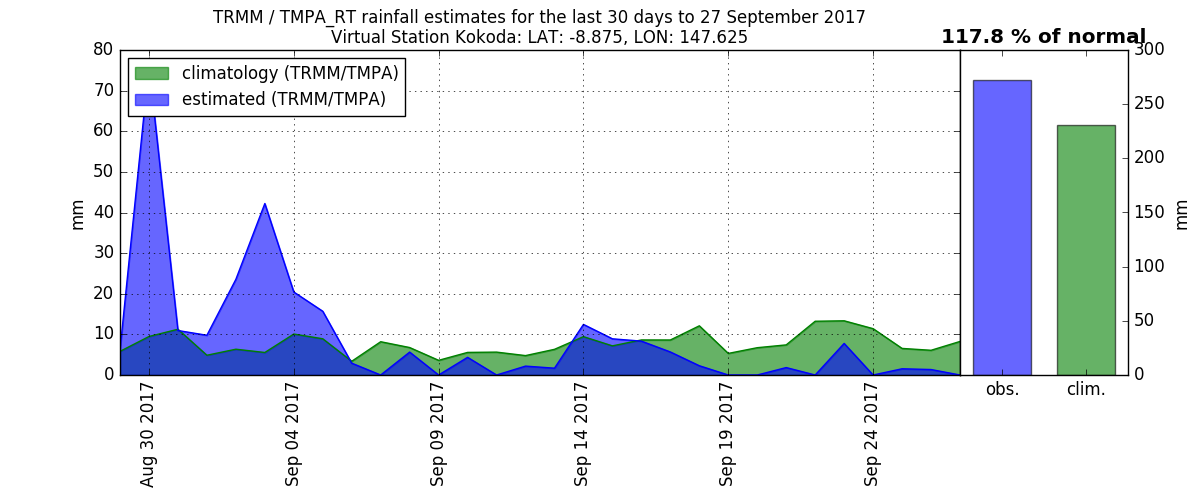 TRMM / TMPA_RT rainfall estimates for the last 30 days to 27 September 2017
Virtual Station Kokoda: LAT: -8.875, LON: 147.625
117.8 % of normal
climatology (TRMM/TMPA)
estimated (TRMM/TMPA)
80
70
60
50
40
30
20
10
0
mm
Aug 30 2017
Sep 04 2017
Sep 09 2017
Sep 14 2017
Sep 19 2017
Sep 24 2017
obs.
clim.
300
250
200
150
100
50
0
mm